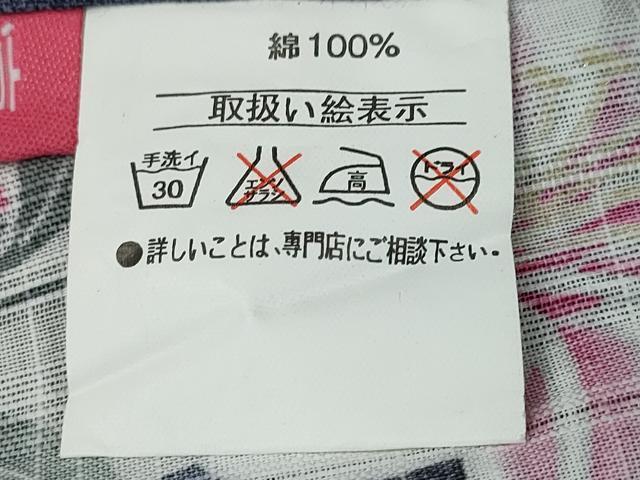 綿100%
取扱い絵表示
手洗イ
30
エンソ
サラシ
高
ドライ
●詳しいことは、専門店にご相談下さい。